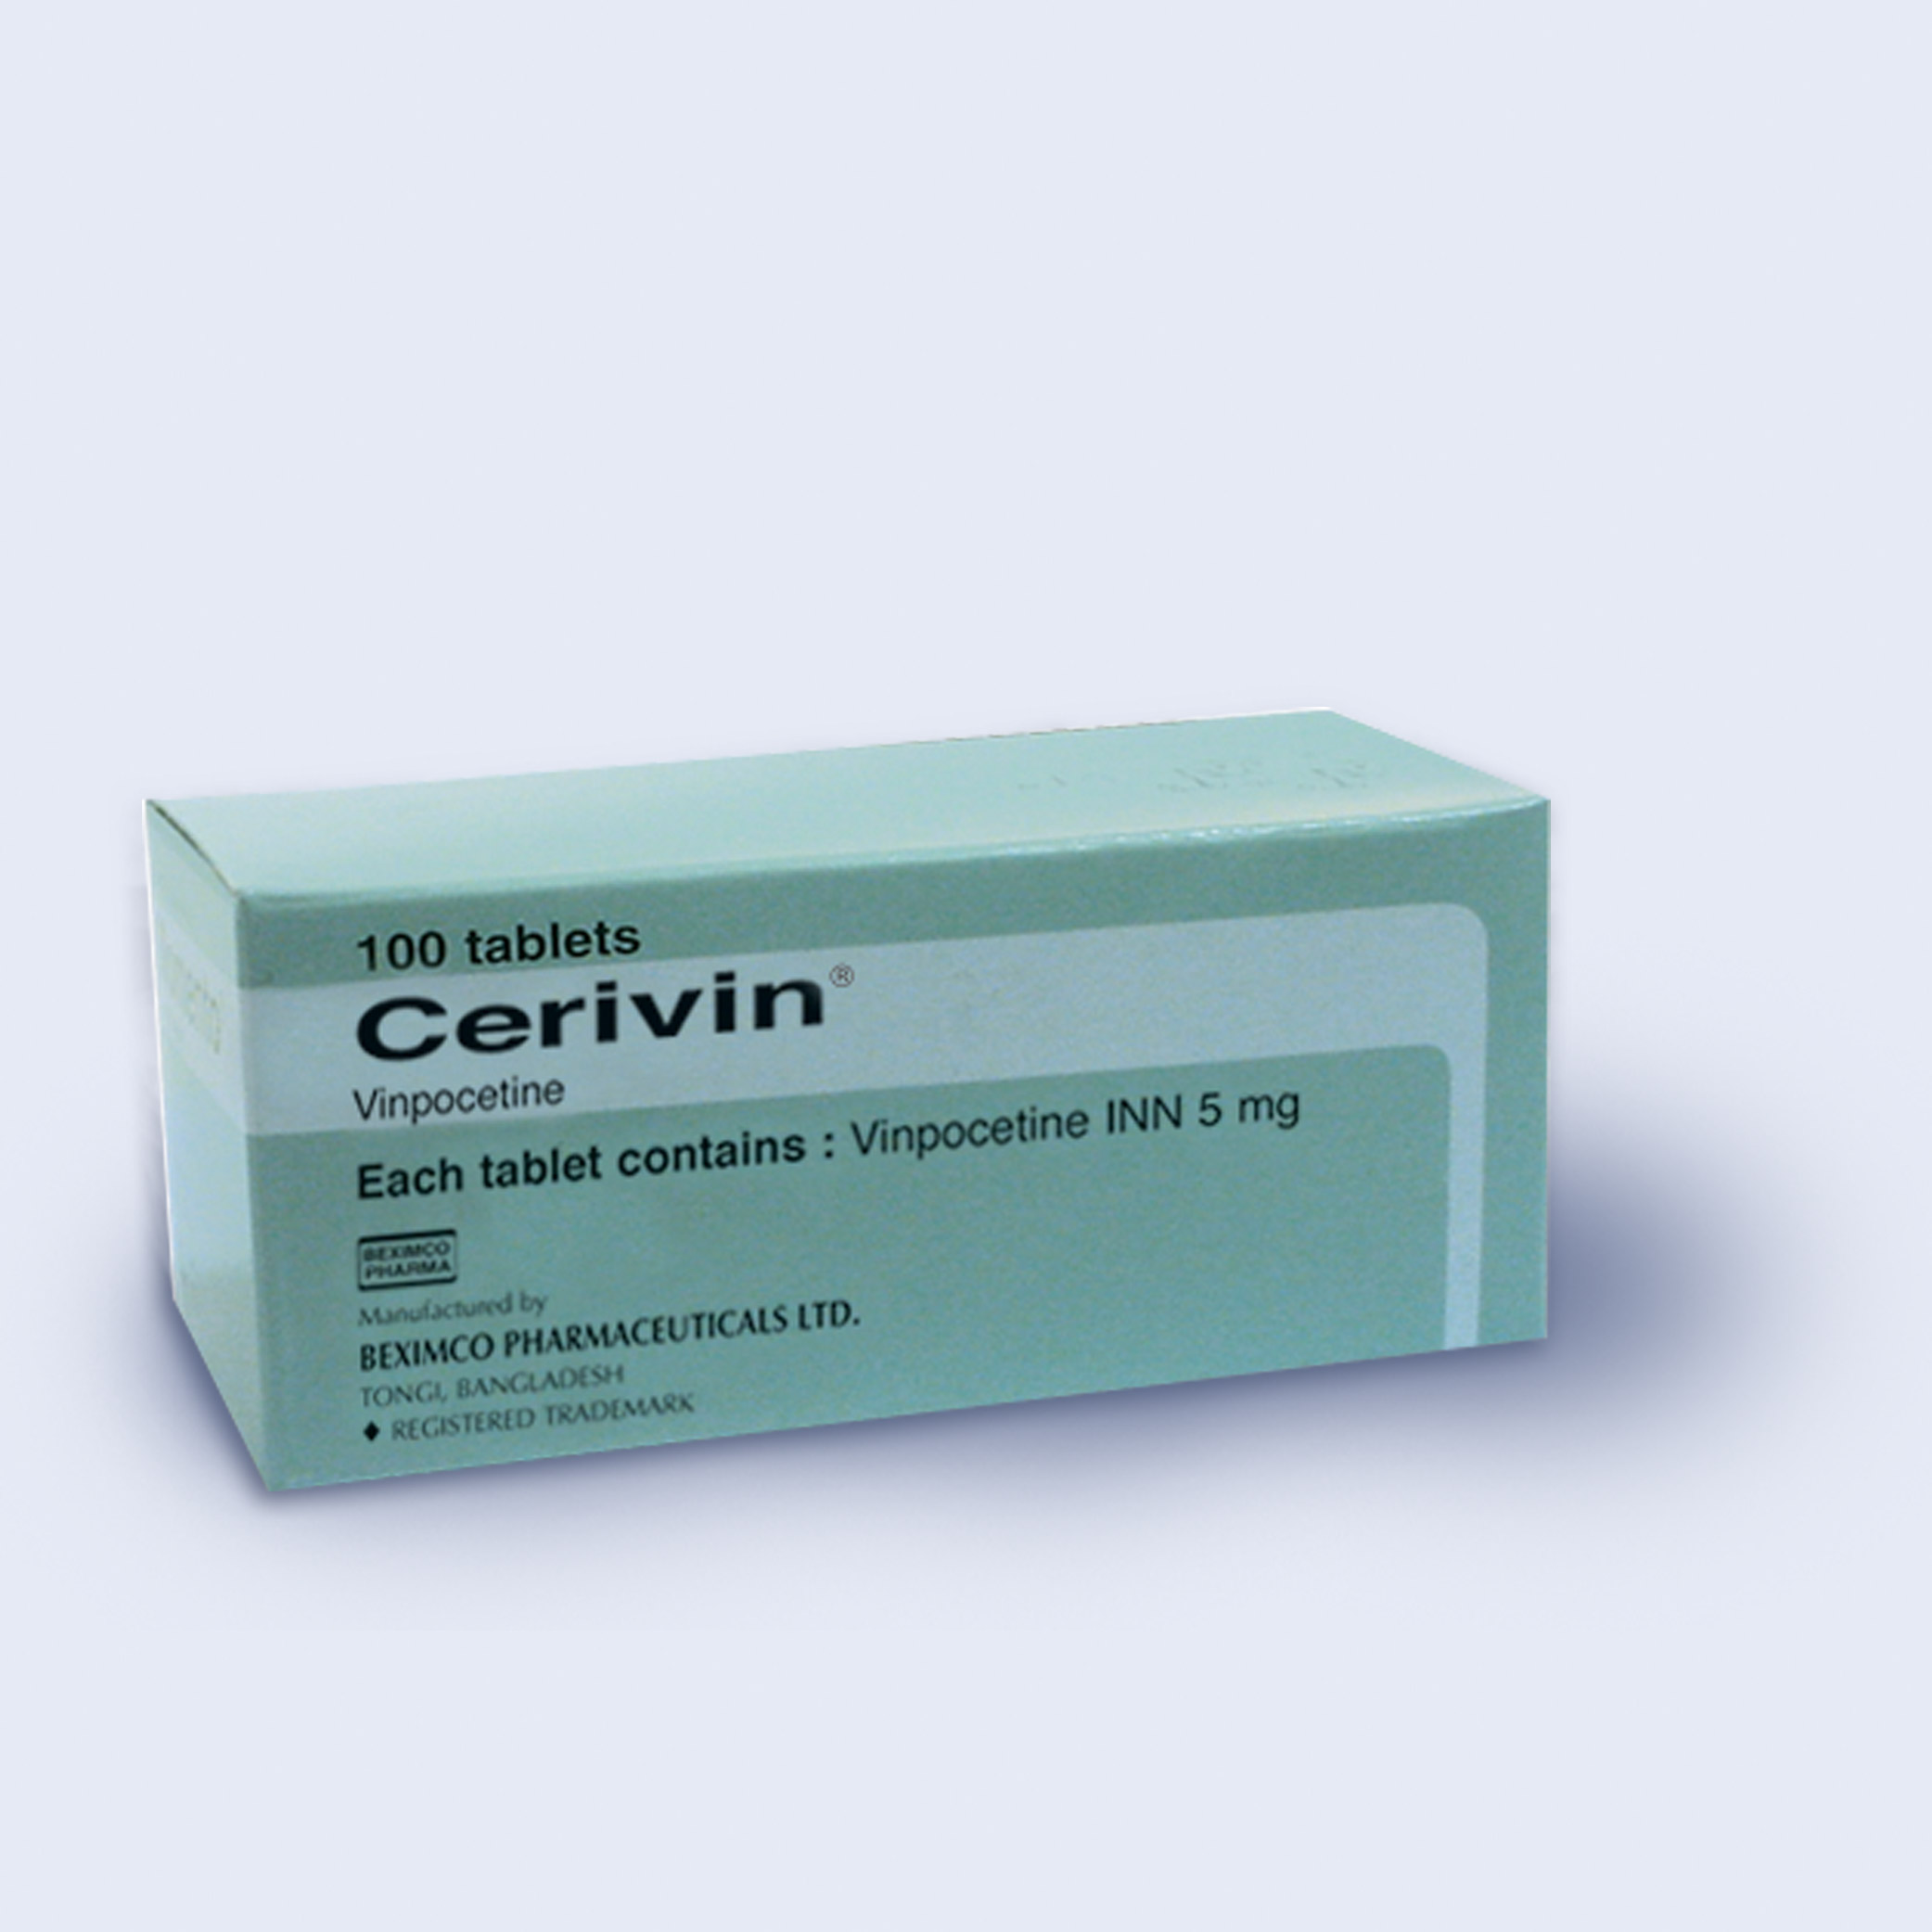 100 tablets
Cerivin®
Vinpocetine
Each tablet contains : Vinpocetine INN 5 mg
BEXIMCO
PHARMA
Manufactured by
BEXIMCO PHARMACEUTICALS LTD.
TONGI, BANGLADESH
♦ REGISTERED TRADEMARK